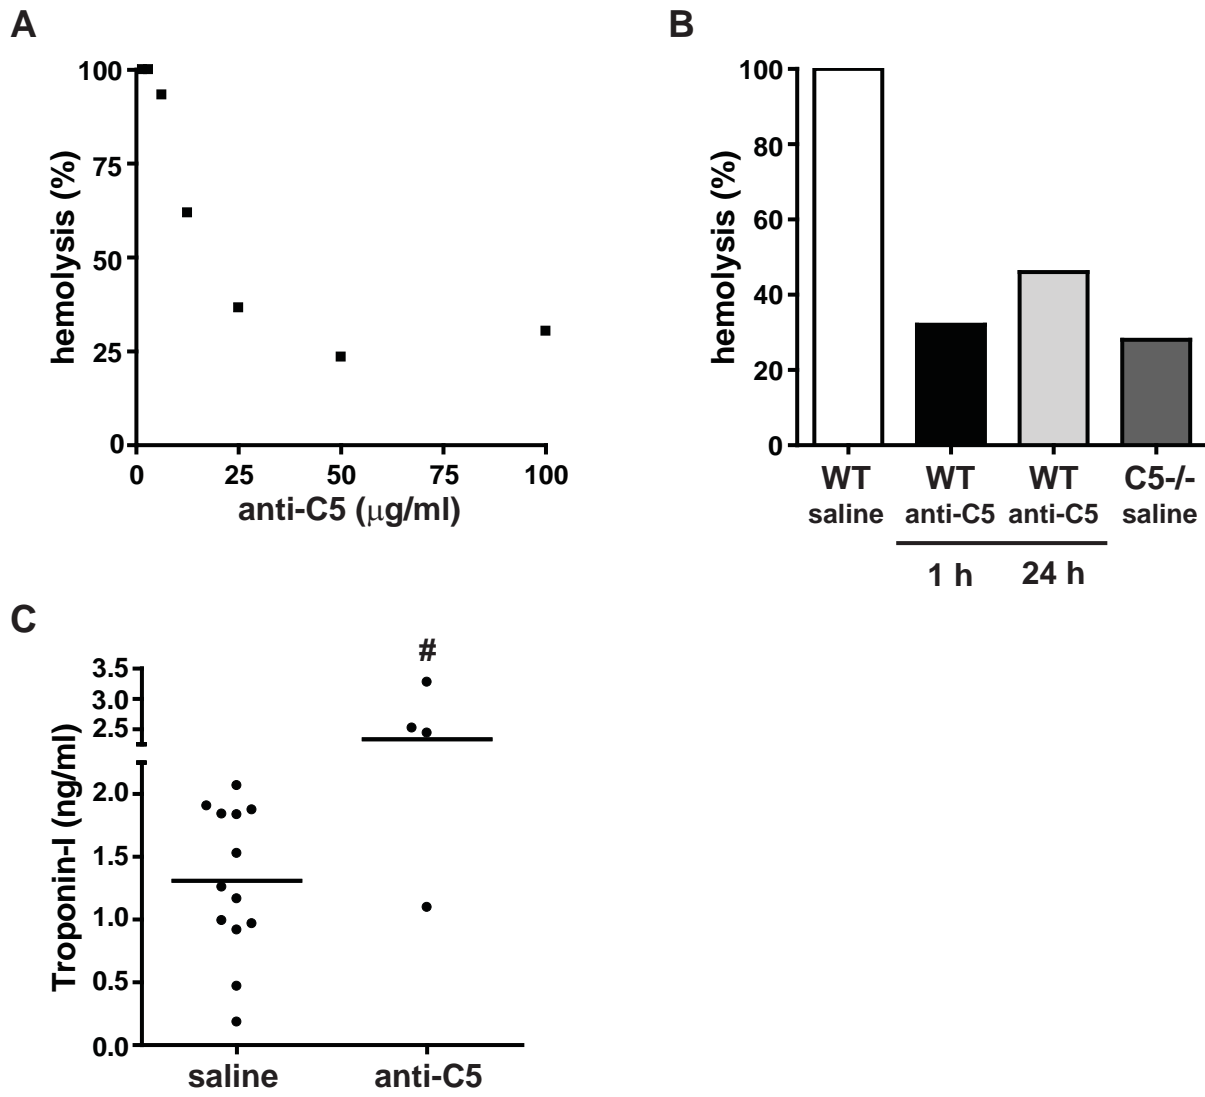 A
hemolysis (%)
100
75
50
25
0
0 25 50 75 100
anti-C5 (μg/ml)
B
hemolysis (%)
100
80
60
40
20
0
WT WT WT C5-/-
saline anti-C5 anti-C5 saline
1 h 24 h
C
Troponin-I (ng/ml)
3.5
3.0
2.5
2.0
1.5
1.0
0.5
0.0
#
saline anti-C5